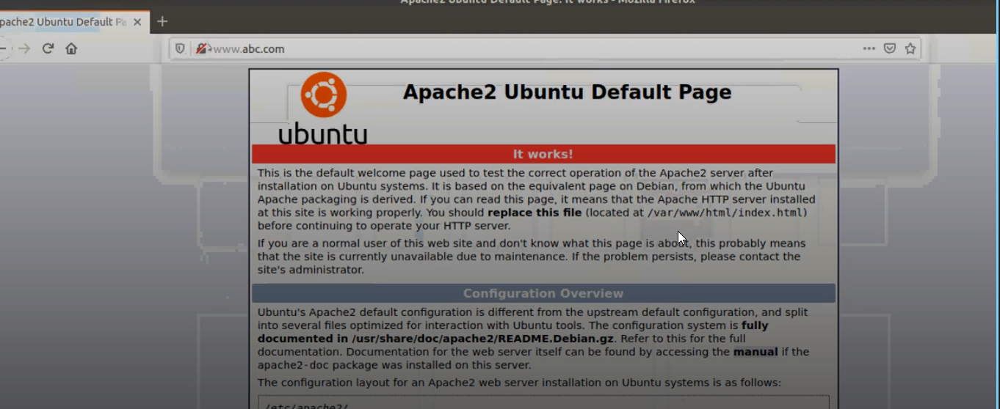 Apache2 Ubuntu Default Page: It works - Mozilla Firefox
pache2 Ubuntu Default Pa
www.abc.com
Apache2 Ubuntu Default Page
ubuntu
It works!
This is the default welcome page used to test the correct operation of the Apache2 server after
installation on Ubuntu systems. It is based on the equivalent page on Debian, from which the Ubuntu
Apache packaging is derived. If you can read this page, it means that the Apache HTTP server installed
at this site is working properly. You should replace this file (located at /var/www/html/index.html)
before continuing to operate your HTTP server.
If you are a normal user of this web site and don't know what this page is about, this probably means
that the site is currently unavailable due to maintenance. If the problem persists, please contact the
site's administrator.
Configuration Overview
Ubuntu's Apache2 default configuration is different from the upstream default configuration, and split
into several files optimized for interaction with Ubuntu tools. The configuration system is fully
documented in /usr/share/doc/apache2/README.Debian.gz. Refer to this for the full
documentation. Documentation for the web server itself can be found by accessing the manual if the
apache2-doc package was installed on this server.
The configuration layout for an Apache2 web server installation on Ubuntu systems is as follows:
/etc/apache2/